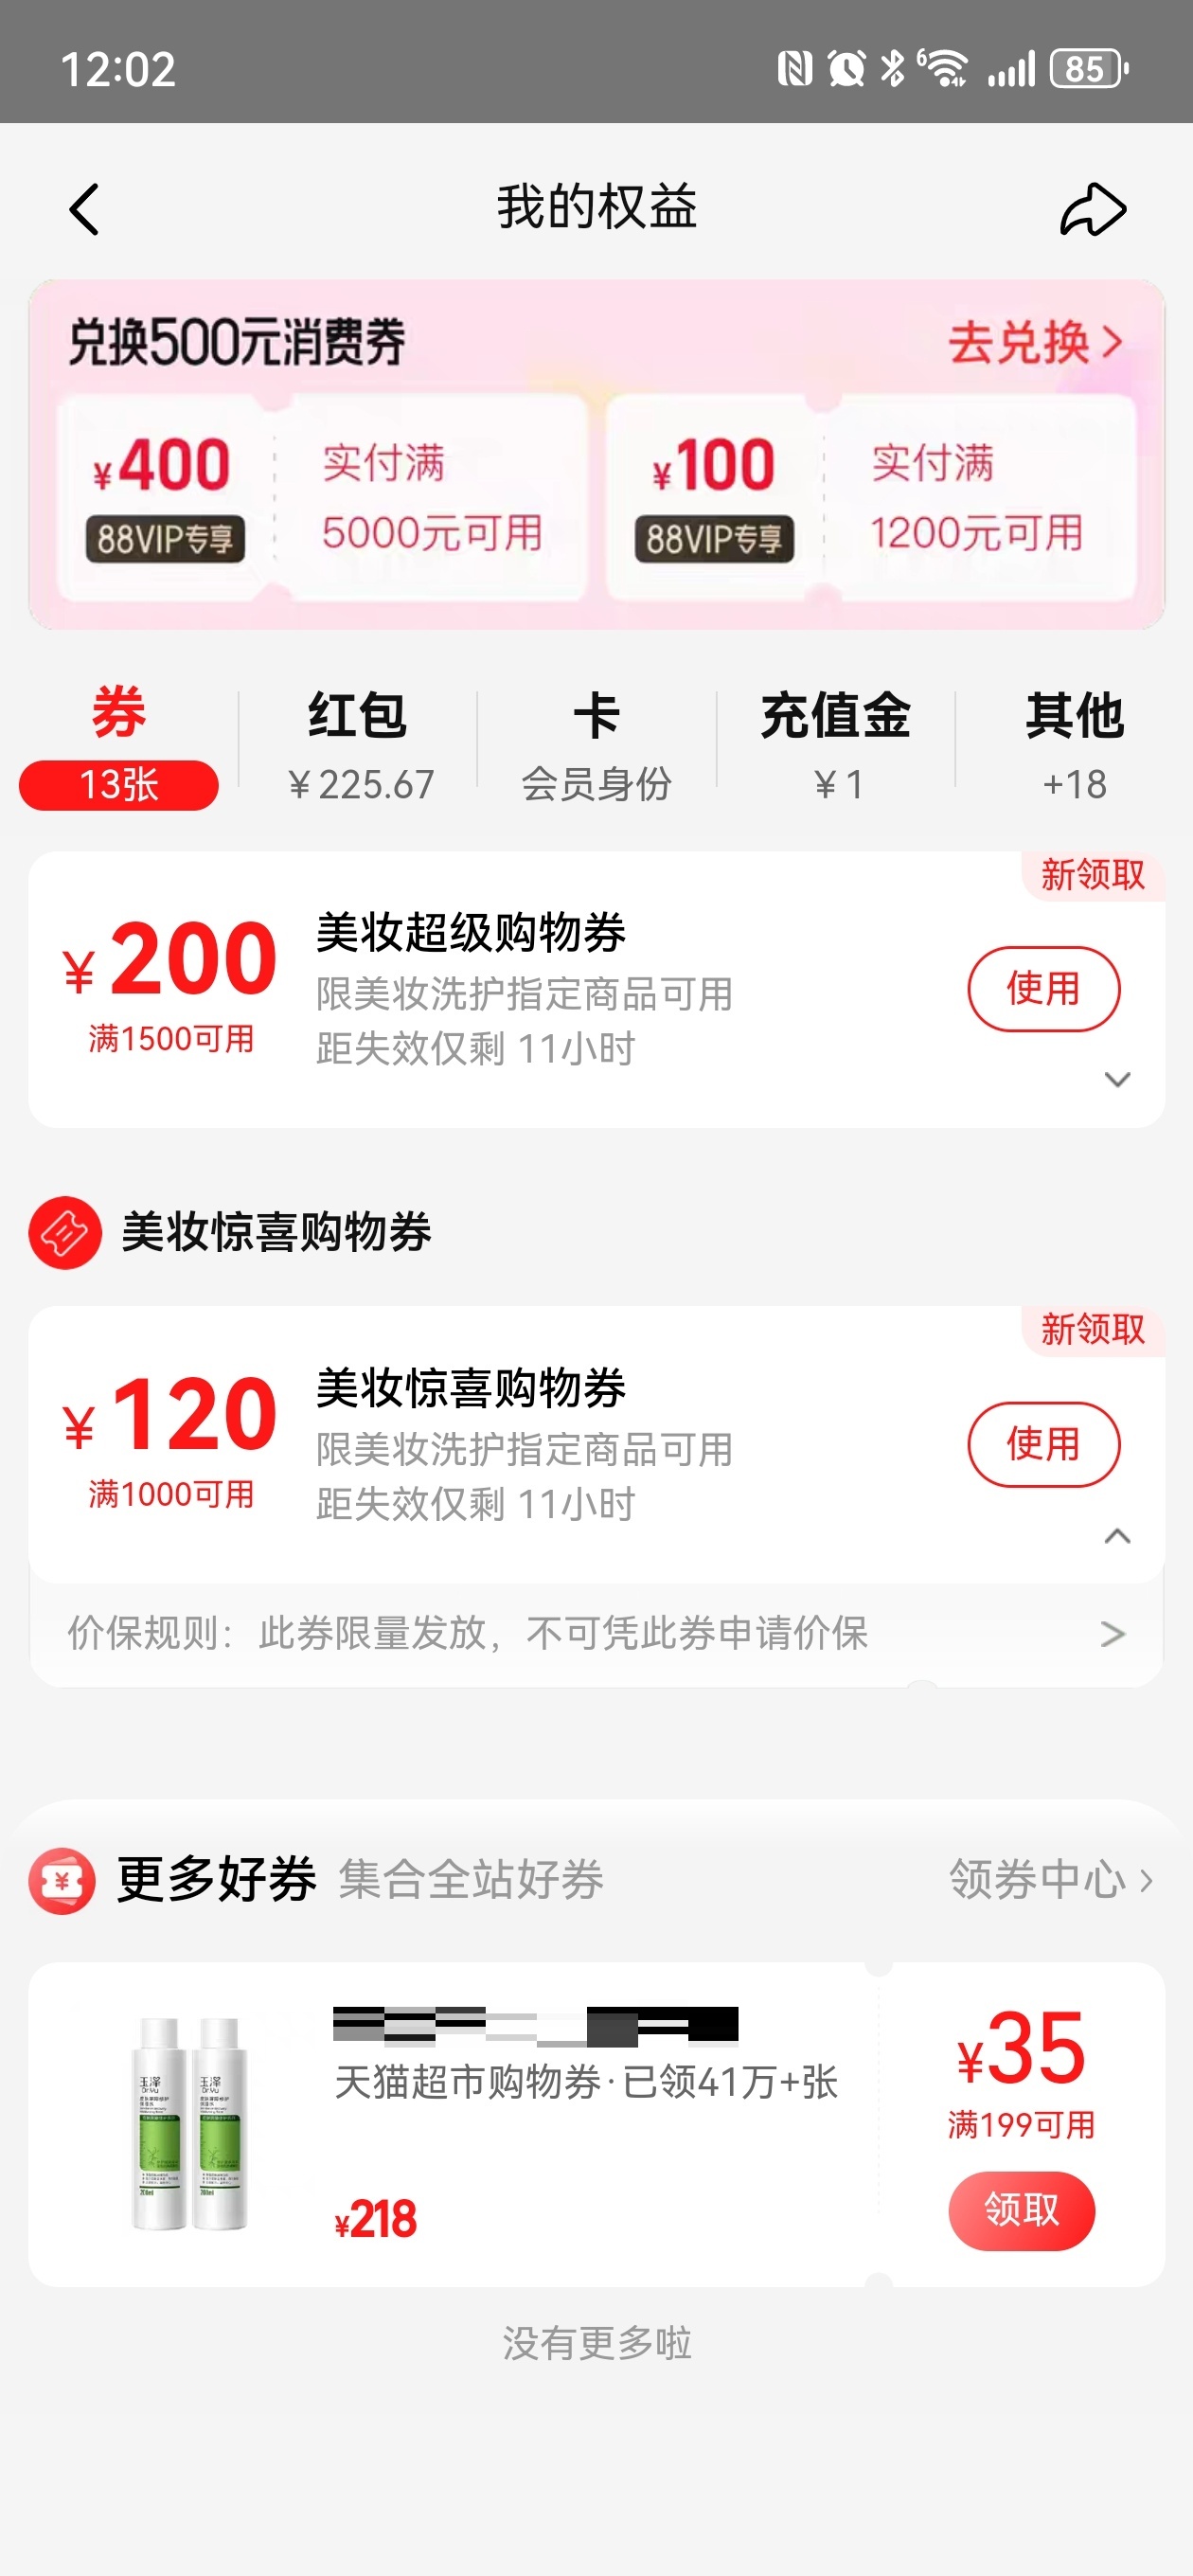 12:02
6
85
我的权益
兑换500元消费券
去兑换
¥400
88VIP专享
实付满
5000元可用
¥100
88VIP专享
实付满
1200元可用
券
13张
红包
¥225.67
卡
会员身份
充值金
¥1
其他
+18
新领取
¥200
满1500可用
美妆超级购物券
限美妆洗护指定商品可用
距失效仅剩 11小时
使用
美妆惊喜购物券
新领取
¥120
满1000可用
美妆惊喜购物券
限美妆洗护指定商品可用
距失效仅剩 11小时
使用
价保规则：此券限量发放，不可凭此券申请价保
更多好券 集合全站好券
领券中心
玉泽
Dr.Yu
玉泽
Dr.Yu
天猫超市购物券·已领41万+张
¥218
¥35
满199可用
领取
没有更多啦